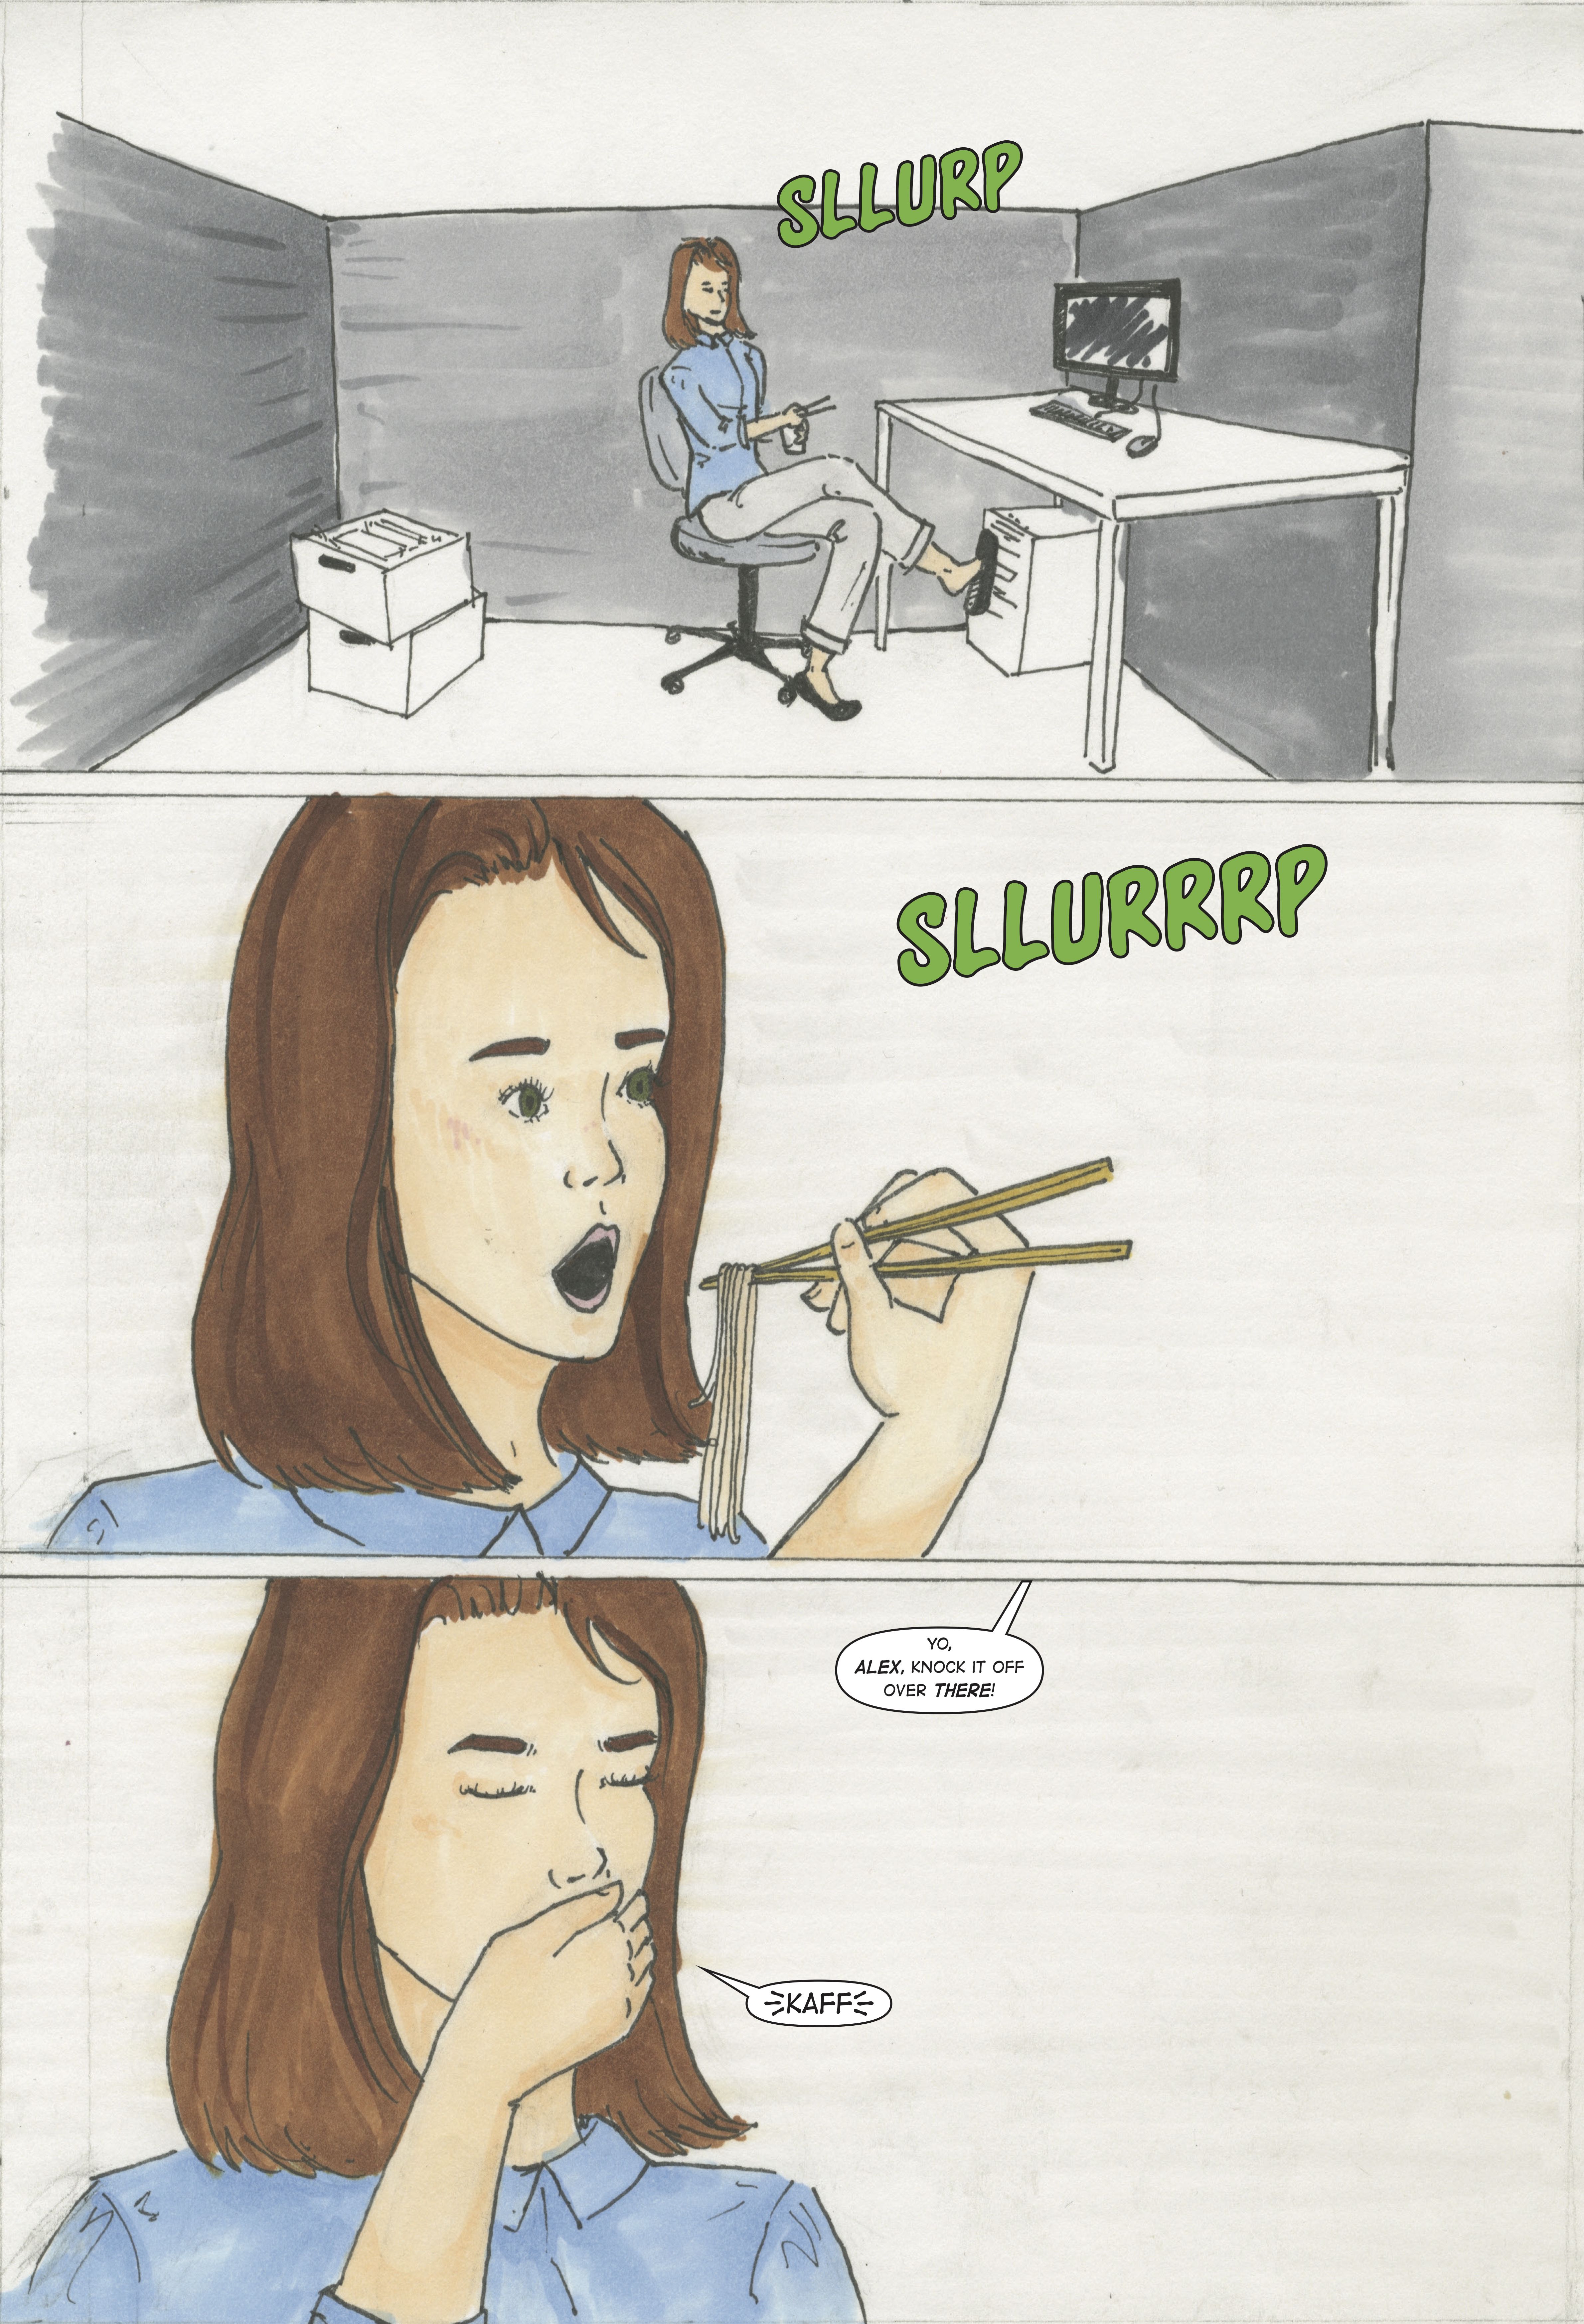 SLLURP
SLLURRRP
YO,
ALEX, KNOCK IT OFF
OVER THERE!
KAFF